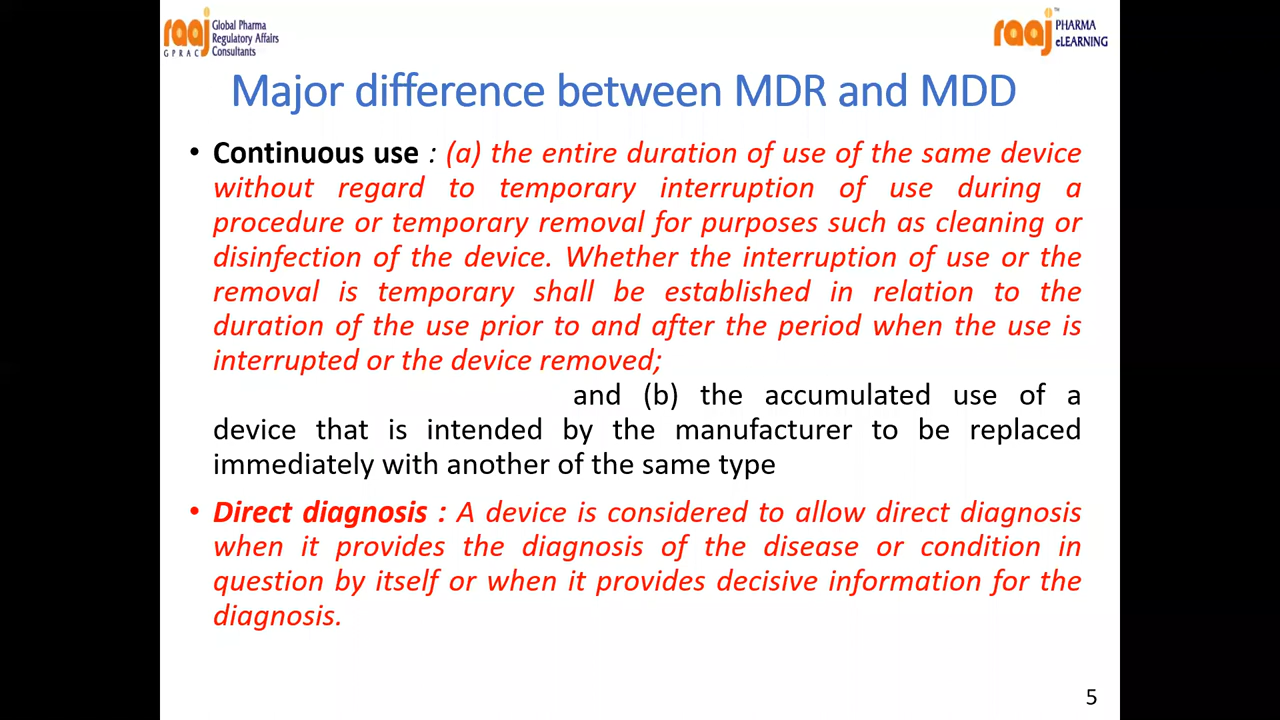 raaj Global Pharma
Regulatory Affairs
GPRAC Consultants
raaj PHARMA
™
eLEARNING
Major difference between MDR and MDD
• Continuous use : (a) the entire duration of use of the same device
without regard to temporary interruption of use during a
procedure or temporary removal for purposes such as cleaning or
disinfection of the device. Whether the interruption of use or the
removal is temporary shall be established in relation to the
duration of the use prior to and after the period when the use is
interrupted or the device removed;
and (b) the accumulated use of a
device that is intended by the manufacturer to be replaced
immediately with another of the same type
• Direct diagnosis : A device is considered to allow direct diagnosis
when it provides the diagnosis of the disease or condition in
question by itself or when it provides decisive information for the
diagnosis.
5